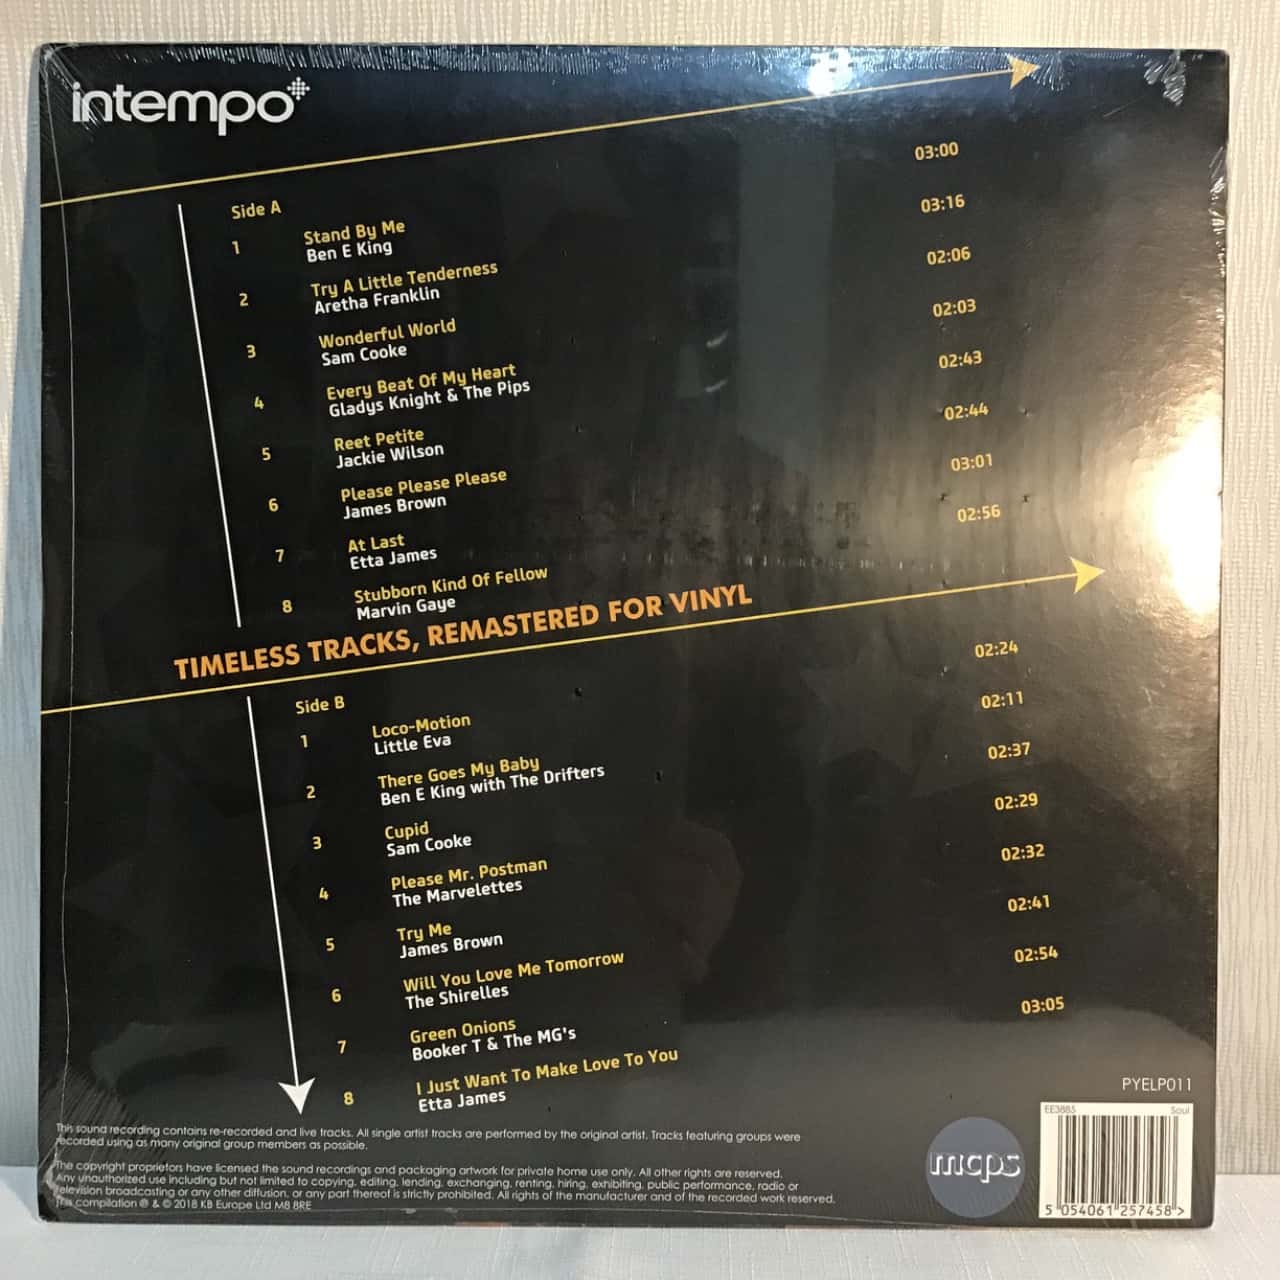 intempo
Side A
1 Stand By Me 03:00
Ben E King
2 Try A Little Tenderness 03:16
Aretha Franklin
3 Wonderful World 02:06
Sam Cooke
4 Every Beat Of My Heart 02:03
Gladys Knight & The Pips
5 Reet Petite 02:43
Jackie Wilson
6 Please Please Please 02:44
James Brown
7 At Last 03:01
Etta James
8 Stubborn Kind Of Fellow 02:56
Marvin Gaye
TIMELESS TRACKS, REMASTERED FOR VINYL
Side B
1 Loco-Motion 02:24
Little Eva
2 There Goes My Baby 02:11
Ben E King with The Drifters
3 Cupid 02:37
Sam Cooke
4 Please Mr. Postman 02:29
The Marvelettes
5 Try Me 02:32
James Brown
6 Will You Love Me Tomorrow 02:41
The Shirelles
7 Green Onions 02:54
Booker T & The MG's
8 I Just Want To Make Love To You 03:05
Etta James
This sound recording contains re-recorded and live tracks. All single artist tracks are performed by the original artist. Tracks featuring groups were
recorded using as many original group members as possible.
The copyright proprietors have licensed the sound recordings and packaging artwork for private home use only. All other rights are reserved.
Any unauthorized use including but not limited to copying, editing, lending, exchanging, renting, hiring, exhibiting, public performance, radio or
television broadcasting or any other diffusion, or any part thereof is strictly prohibited. All rights of the manufacturer and of the recorded work reserved.
This compilation ℗ & © 2018 KB Europe Ltd M8 8RE
mcps
PYELP011
EE3885 Soul
5 054061 257458 >